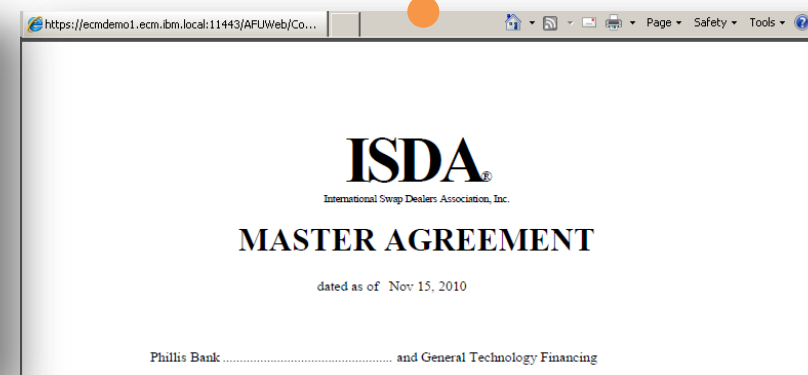 https://ecmdemo1.ecm.ibm.local:11443/AFUWeb/Co... Page Safety Tools
ISDA®
International Swap Dealers Association, Inc.
MASTER AGREEMENT
dated as of Nov 15, 2010
Phillis Bank ........................................................ and General Technology Financing